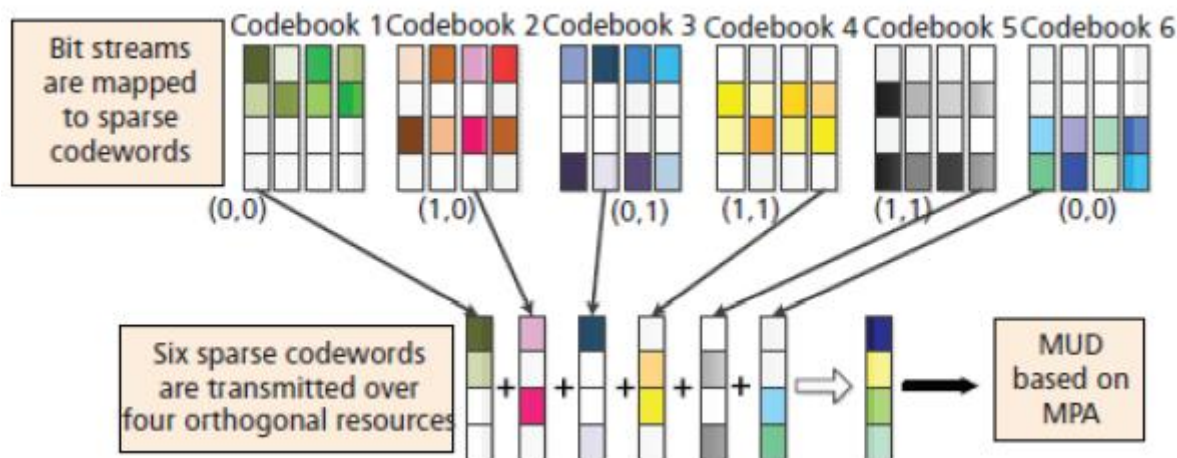 Codebook 1 Codebook 2 Codebook 3 Codebook 4 Codebook 5 Codebook 6
Bit streams
are mapped
to sparse
codewords
(0,0) (1,0) (0,1) (1,1) (1,1) (0,0)
Six sparse codewords
are transmitted over
four orthogonal resources
+ + + + +
MUD
based on
MPA